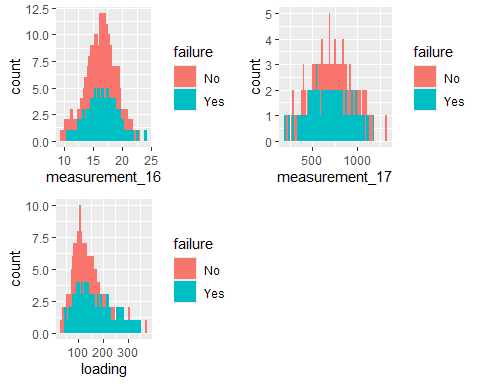 12.5
10.0
7.5
5.0
2.5
0.0
count
10 15 20 25
measurement_16
failure
No
Yes
5
4
3
2
1
0
count
500 1000
measurement_17
failure
No
Yes
10.0
7.5
5.0
2.5
0.0
count
100 200 300
loading
failure
No
Yes